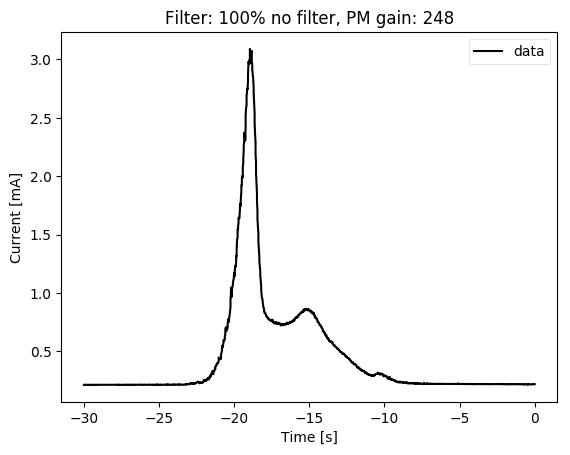 Filter: 100% no filter, PM gain: 248
data
3.0
2.5
2.0
1.5
1.0
0.5
Current [mA]
−30 −25 −20 −15 −10 −5 0
Time [s]